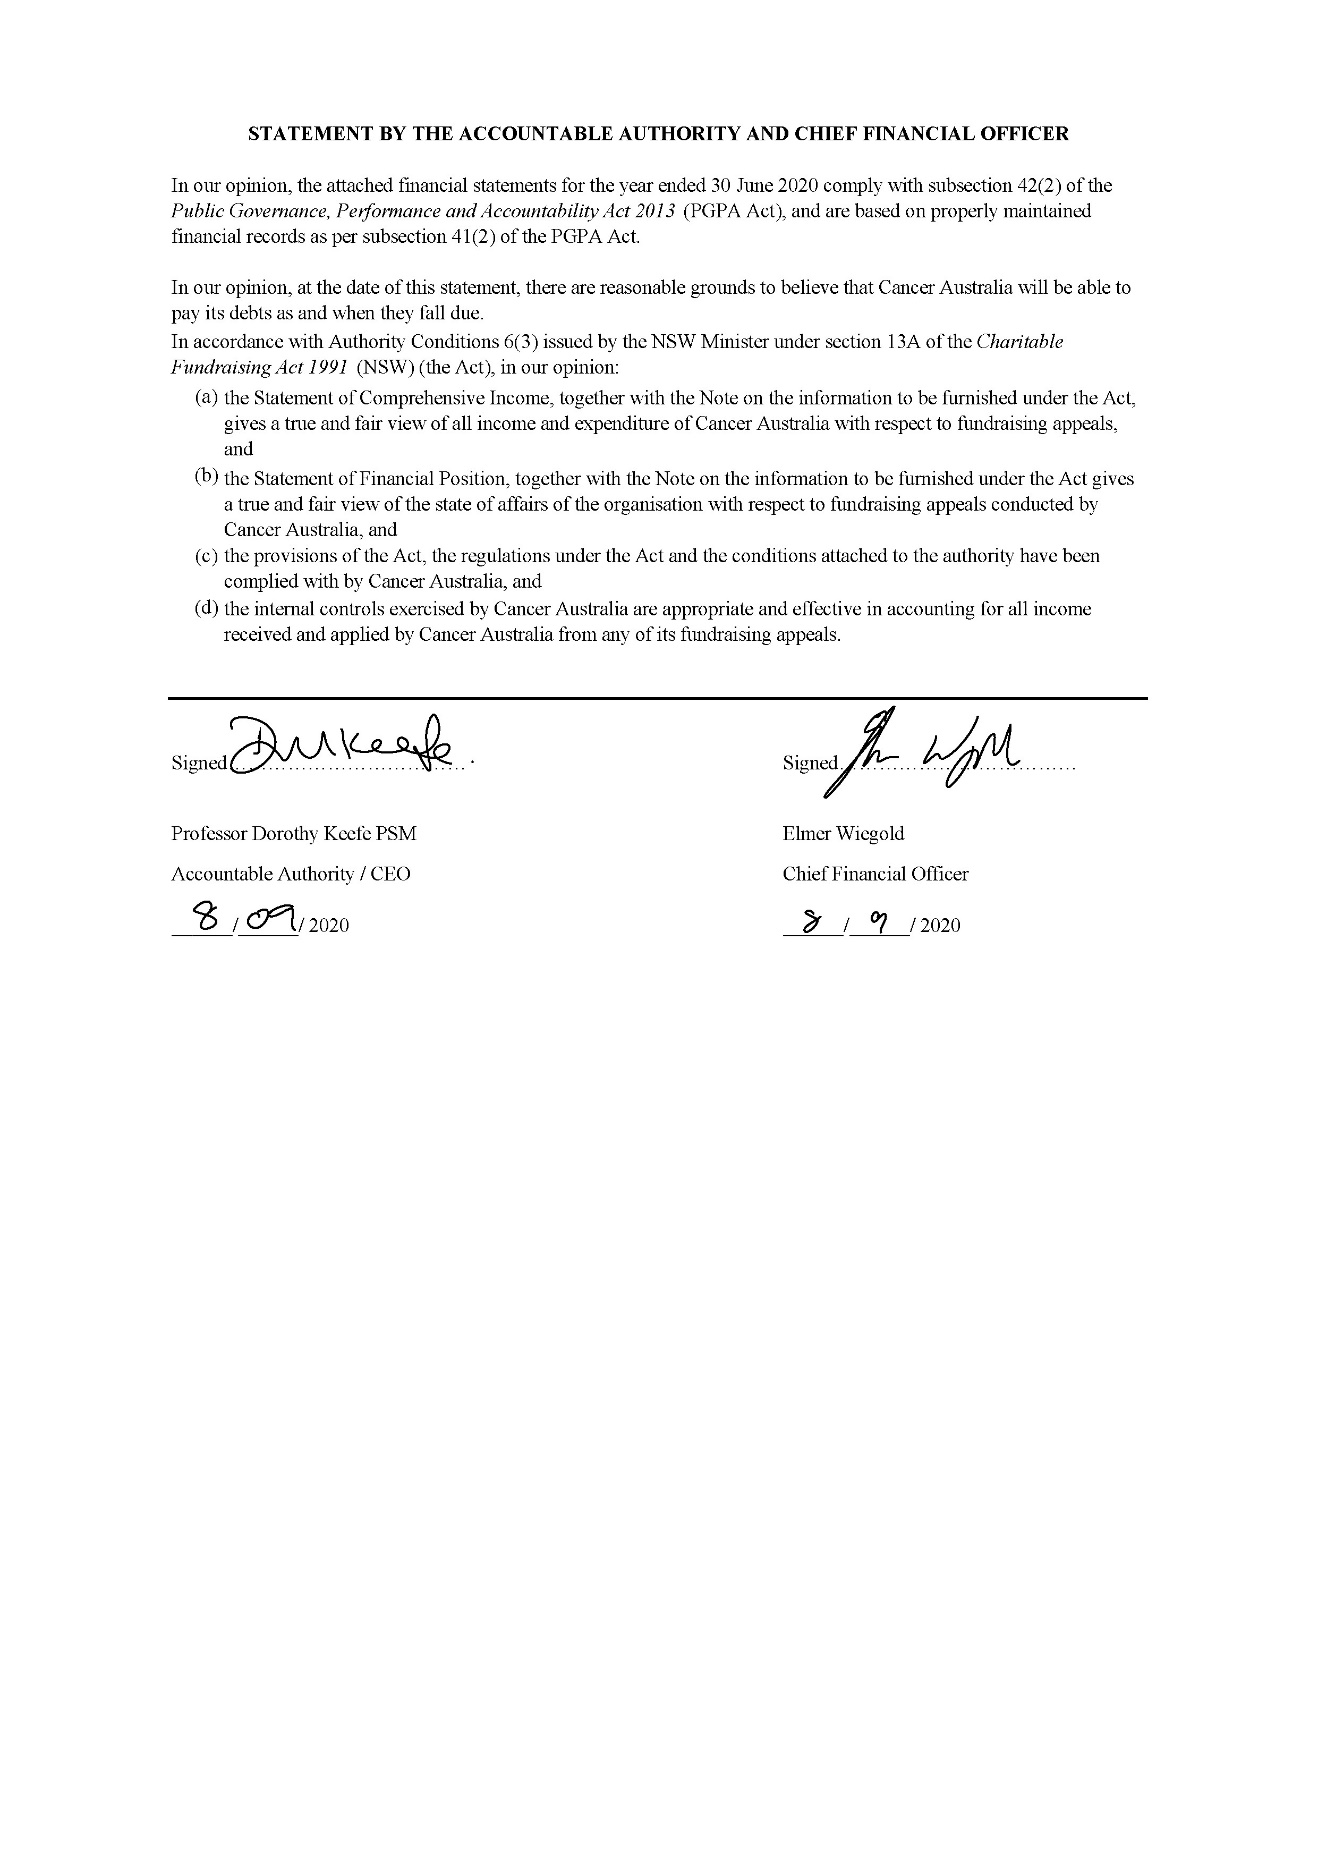 STATEMENT BY THE ACCOUNTABLE AUTHORITY AND CHIEF FINANCIAL OFFICER
In our opinion, the attached financial statements for the year ended 30 June 2020 comply with subsection 42(2) of the
Public Governance, Performance and Accountability Act 2013 (PGPA Act), and are based on properly maintained
financial records as per subsection 41(2) of the PGPA Act.
In our opinion, at the date of this statement, there are reasonable grounds to believe that Cancer Australia will be able to
pay its debts as and when they fall due.
In accordance with Authority Conditions 6(3) issued by the NSW Minister under section 13A of the Charitable
Fundraising Act 1991 (NSW) (the Act), in our opinion:
(a) the Statement of Comprehensive Income, together with the Note on the information to be furnished under the Act,
gives a true and fair view of all income and expenditure of Cancer Australia with respect to fundraising appeals,
and
(b) the Statement of Financial Position, together with the Note on the information to be furnished under the Act gives
a true and fair view of the state of affairs of the organisation with respect to fundraising appeals conducted by
Cancer Australia, and
(c) the provisions of the Act, the regulations under the Act and the conditions attached to the authority have been
complied with by Cancer Australia, and
(d) the internal controls exercised by Cancer Australia are appropriate and effective in accounting for all income
received and applied by Cancer Australia from any of its fundraising appeals.
Signed DMKeefe
Professor Dorothy Keefe PSM
Accountable Authority / CEO
8 / 09 / 2020
Signed
Elmer Wiegold
Chief Financial Officer
8 / 9 / 2020